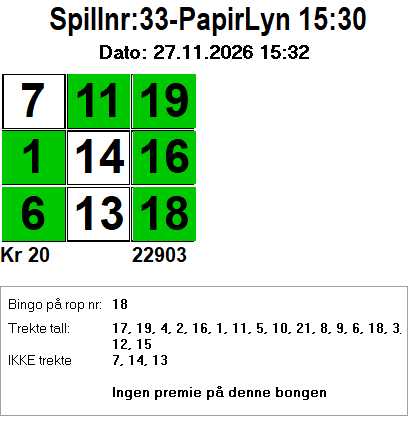 Spillnr:33-PapirLyn 15:30
Dato: 27.11.2026 15:32
7 11 19
1 14 16
6 13 18
Kr 20 22903
Bingo på rop nr: 18
Trekte tall: 17, 19, 4, 2, 16, 1, 11, 5, 10, 21, 8, 9, 6, 18, 3,
12, 15
IKKE trekte 7, 14, 13
Ingen premie på denne bongen